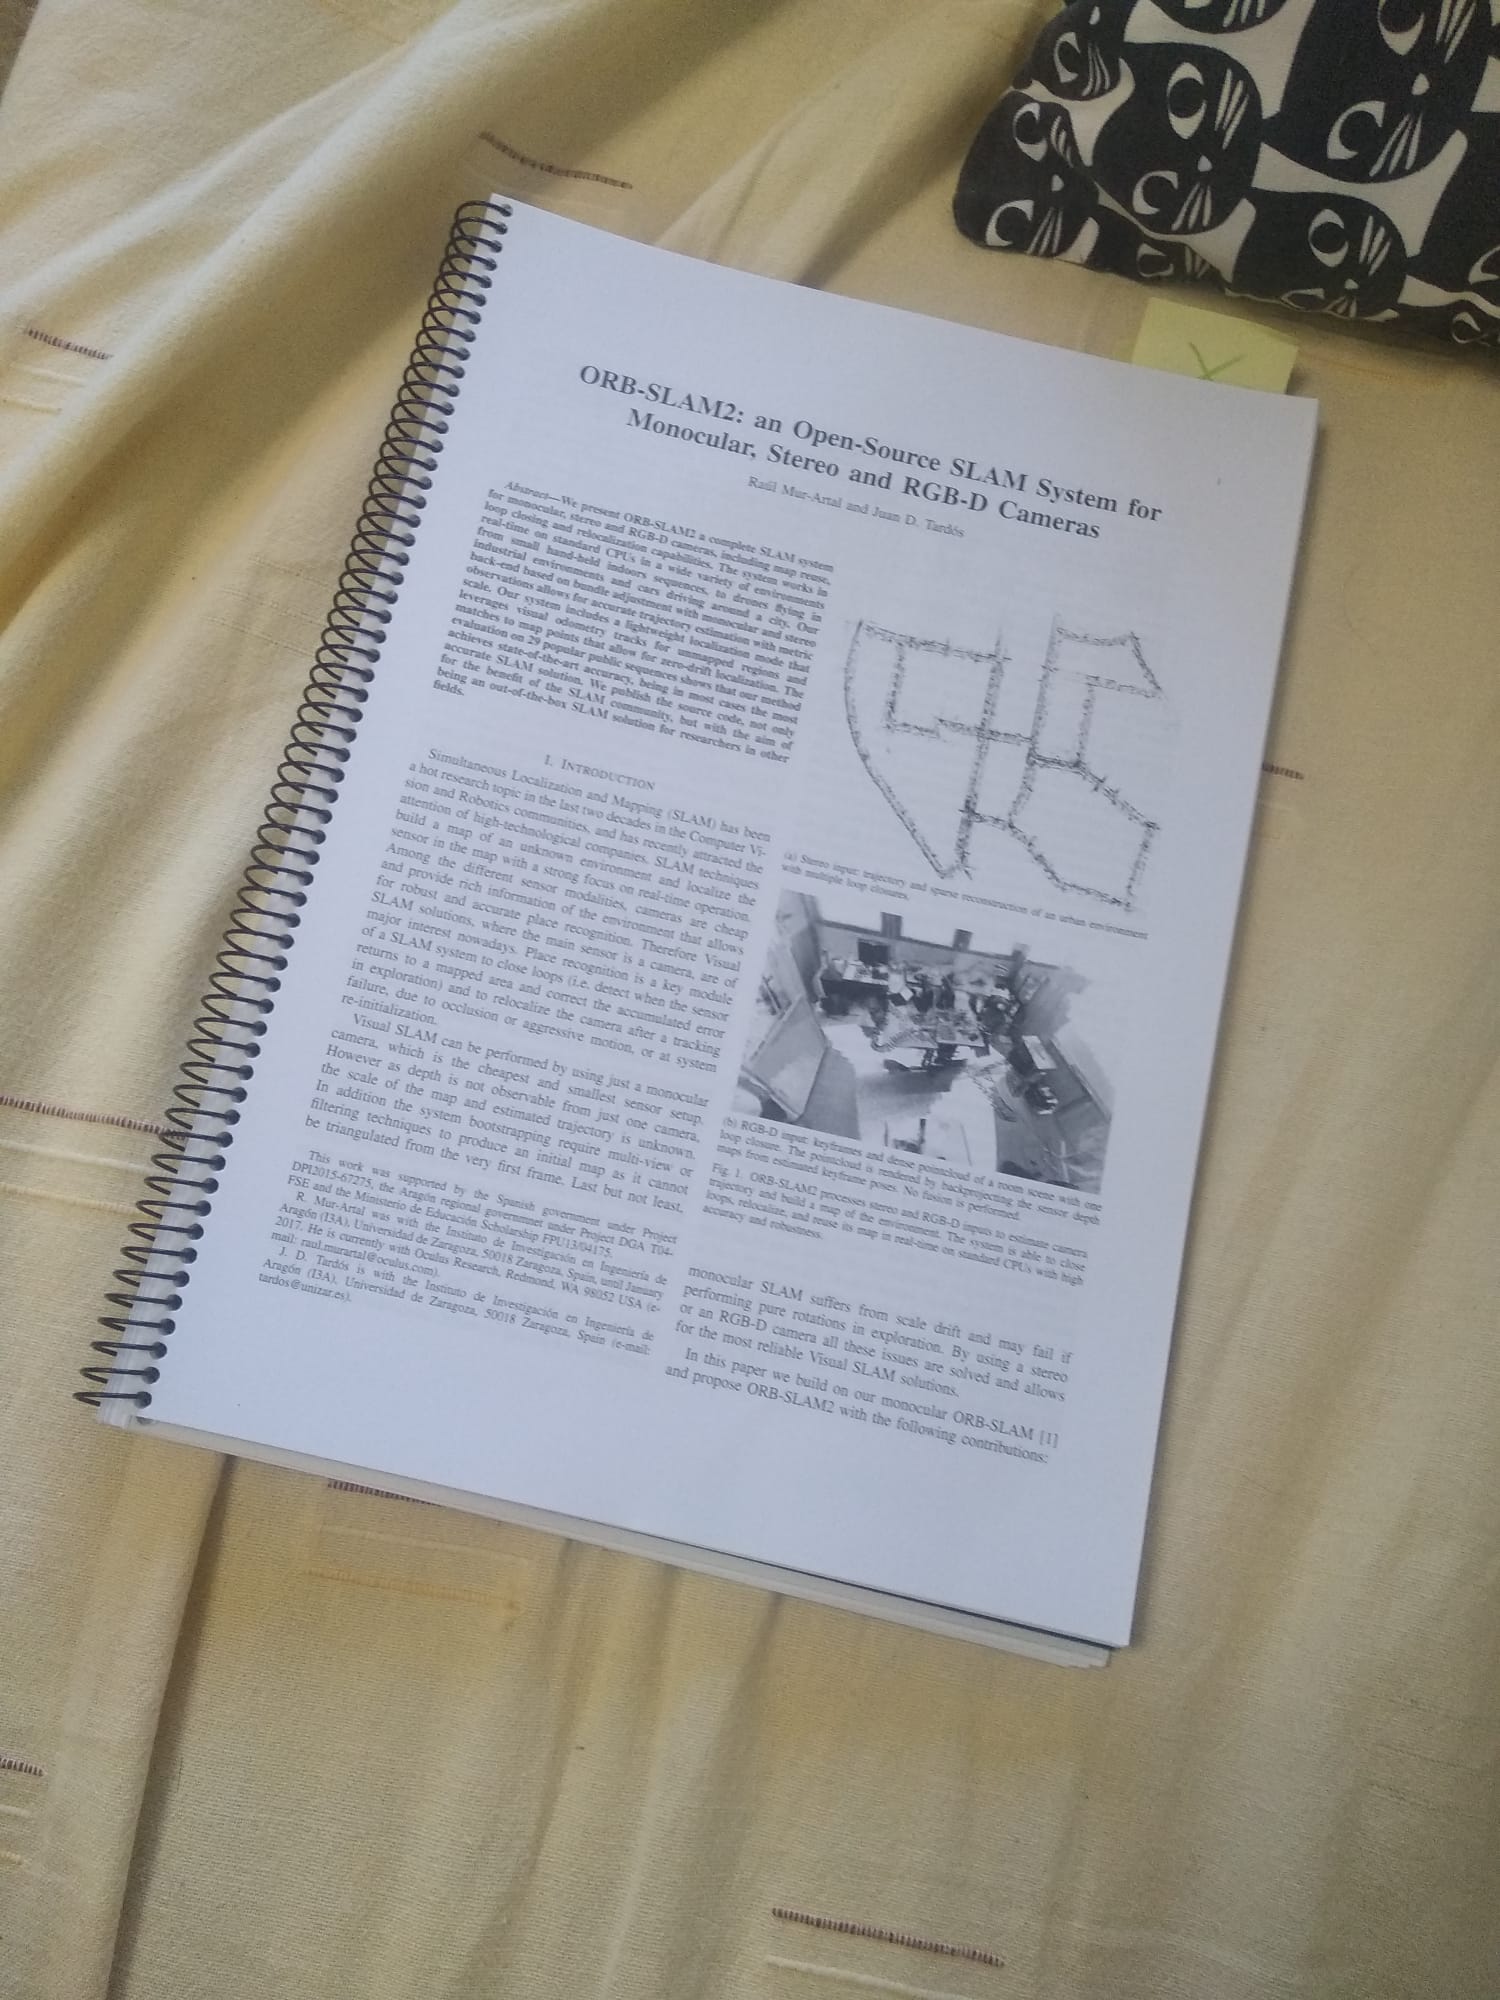 ORB-SLAM2: an Open-Source SLAM System for
Monocular, Stereo and RGB-D Cameras
Raúl Mur-Artal and Juan D. Tardós
Abstract—We present ORB-SLAM2 a complete SLAM system
for monocular, stereo and RGB-D cameras, including map reuse,
loop closing and relocalization capabilities. The system works in
real-time on standard CPUs in a wide variety of environments
from small hand-held indoors sequences, to drones flying in
industrial environments and cars driving around a city. Our
back-end based on bundle adjustment with monocular and stereo
observations allows for accurate trajectory estimation with metric
scale. Our system includes a lightweight localization mode that
leverages visual odometry tracks for unmapped regions and
matches to map points that allow for zero-drift localization. The
evaluation on 29 popular public sequences shows that our method
achieves state-of-the-art accuracy, being in most cases the most
accurate SLAM solution. We publish the source code, not only
for the benefit of the SLAM community, but with the aim of
being an out-of-the-box SLAM solution for researchers in other
fields.
I. INTRODUCTION
Simultaneous Localization and Mapping (SLAM) has been
a hot research topic in the last two decades in the Computer Vi-
sion and Robotics communities, and has recently attracted the
attention of high-technological companies. SLAM techniques
build a map of an unknown environment and localize the
sensor in the map with a strong focus on real-time operation.
Among the different sensor modalities, cameras are cheap
and provide rich information of the environment that allows
for robust and accurate place recognition. Therefore Visual
SLAM solutions, where the main sensor is a camera, are of
major interest nowadays. Place recognition is a key module
of a SLAM system to close loops (i.e. detect when the sensor
returns to a mapped area and correct the accumulated error
in exploration) and to relocalize the camera after a tracking
failure, due to occlusion or aggressive motion, or at system
re-initialization.
Visual SLAM can be performed by using just a monocular
camera, which is the cheapest and smallest sensor setup.
However as depth is not observable from just one camera,
the scale of the map and estimated trajectory is unknown.
In addition the system bootstrapping require multi-view or
filtering techniques to produce an initial map as it cannot
be triangulated from the very first frame. Last but not least,
This work was supported by the Spanish government under Project
DPI2015-67275, the Aragón regional governmnet under Project DGA T04-
FSE and the Ministerio de Educación Scholarship FPU13/04175.
R. Mur-Artal was with the Instituto de Investigación en Ingeniería de
Aragón (I3A), Universidad de Zaragoza, 50018 Zaragoza, Spain, until January
2017. He is currently with Oculus Research, Redmond, WA 98052 USA (e-
mail: raul.murartal@oculus.com).
J. D. Tardós is with the Instituto de Investigación en Ingeniería de
Aragón (I3A), Universidad de Zaragoza, 50018 Zaragoza, Spain (e-mail:
tardos@unizar.es).
(a) Stereo input: trajectory and sparse reconstruction of an urban environment
with multiple loop closures.
(b) RGB-D input: keyframes and dense pointcloud of a room scene with one
loop closure. The pointcloud is rendered by backprojecting the sensor depth
maps from estimated keyframe poses. No fusion is performed.
Fig. 1. ORB-SLAM2 processes stereo and RGB-D inputs to estimate camera
trajectory and build a map of the environment. The system is able to close
loops, relocalize, and reuse its map in real-time on standard CPUs with high
accuracy and robustness.
monocular SLAM suffers from scale drift and may fail if
performing pure rotations in exploration. By using a stereo
or an RGB-D camera all these issues are solved and allows
for the most reliable Visual SLAM solutions.
In this paper we build on our monocular ORB-SLAM [1]
and propose ORB-SLAM2 with the following contributions: